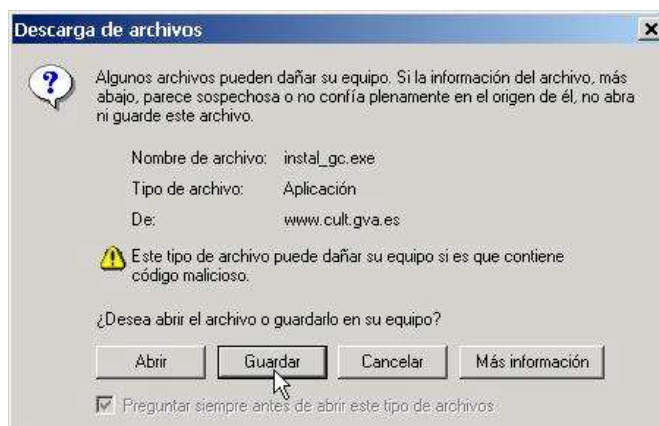 Descarga de archivos
Algunos archivos pueden dañar su equipo. Si la información del archivo, más
abajo, parece sospechosa o no confía plenamente en el origen de él, no abra
ni guarde este archivo.
Nombre de archivo: instal_gc.exe
Tipo de archivo: Aplicación
De: www.cult.gva.es
Este tipo de archivo puede dañar su equipo si es que contiene
código malicioso.
¿Desea abrir el archivo o guardarlo en su equipo?
Abrir Guardar Cancelar Más información
Preguntar siempre antes de abrir este tipo de archivos